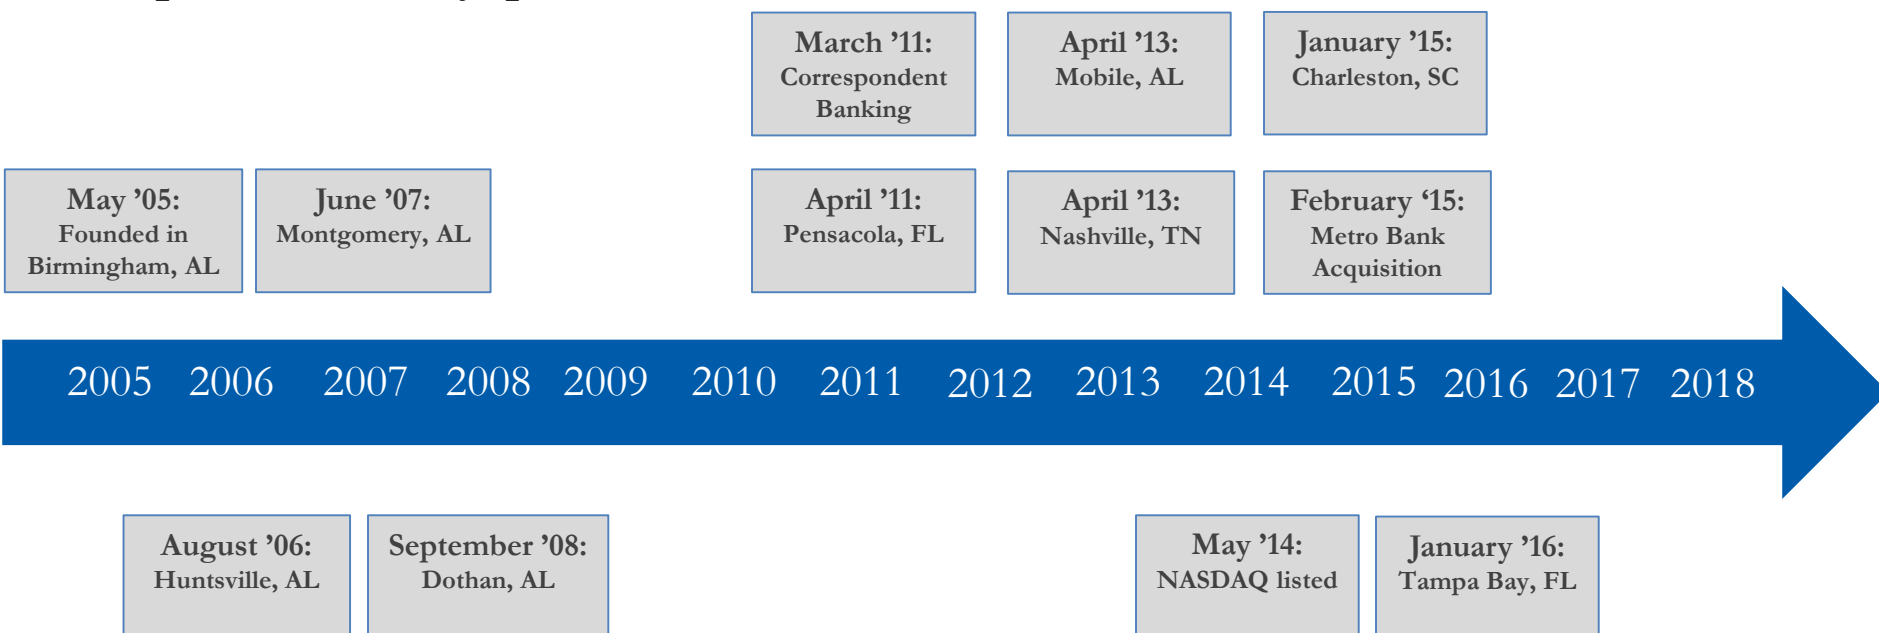 March ’11:
Correspondent
Banking
April ’13:
Mobile, AL
January ’15:
Charleston, SC
May ’05:
Founded in
Birmingham, AL
June ’07:
Montgomery, AL
April ’11:
Pensacola, FL
April ’13:
Nashville, TN
February ‘15:
Metro Bank
Acquisition
2005 2006 2007 2008 2009 2010 2011 2012 2013 2014 2015 2016 2017 2018
August ’06:
Huntsville, AL
September ’08:
Dothan, AL
May ’14:
NASDAQ listed
January ’16:
Tampa Bay, FL